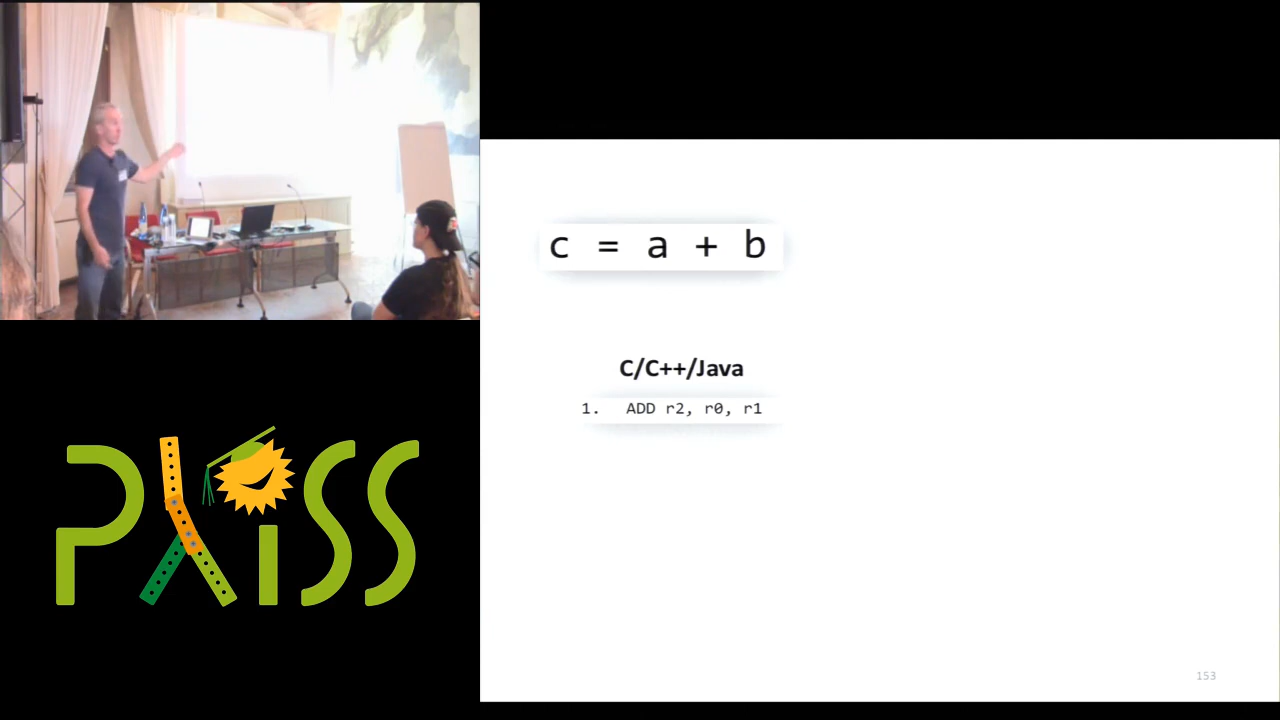 c = a + b
C/C++/Java
1. ADD r2, r0, r1
153
PAISS